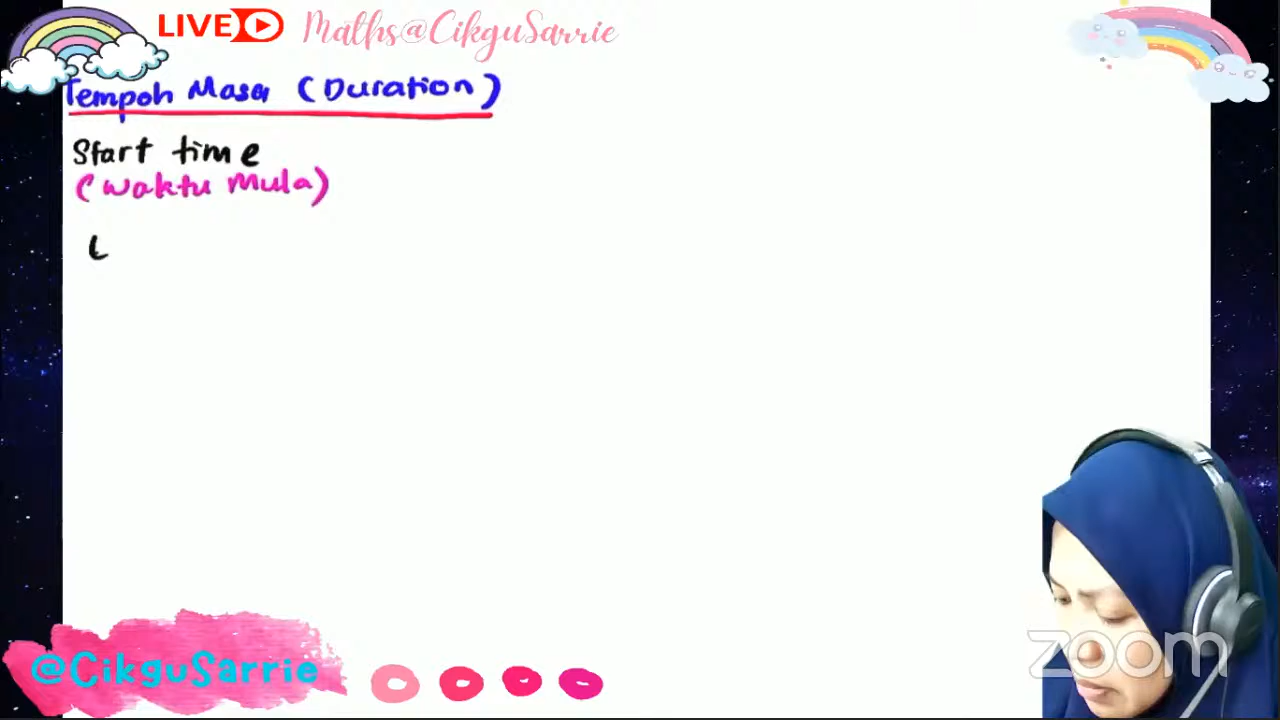 LIVE Maths@CikguSarrie
Tempoh Masa (Duration)
Start time
(Waktu Mula)
@CikguSarrie
zoom